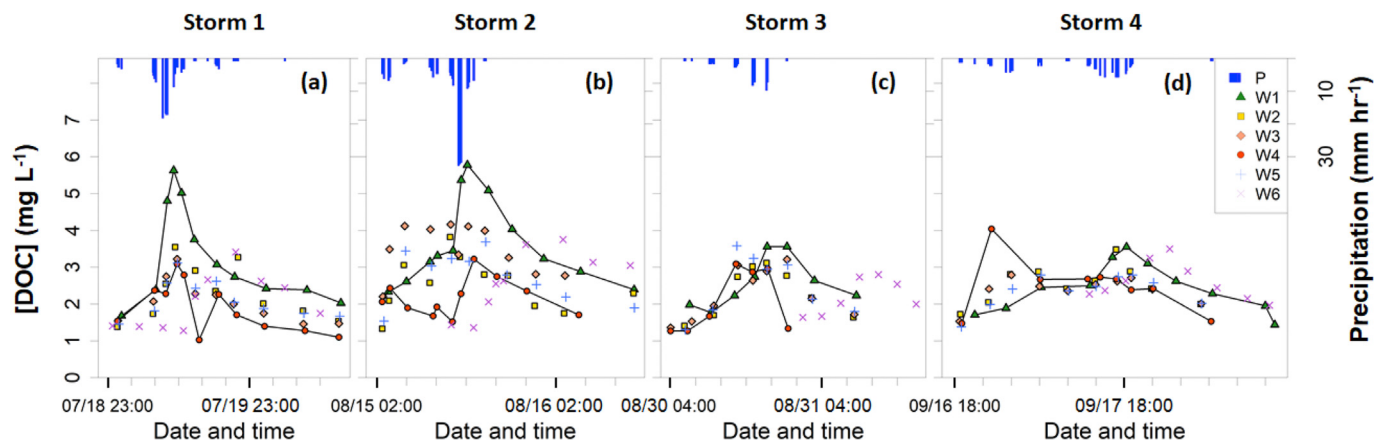 Storm 1 Storm 2 Storm 3 Storm 4
(a) (b) (c) (d)
P
W1
W2
W3
W4
W5
W6
[DOC] (mg L-1)
7
6
5
4
3
2
1
0
10
30
Precipitation (mm hr-1)
07/18 23:00 07/19 23:00 08/15 02:00 08/16 02:00 08/30 04:00 08/31 04:00 09/16 18:00 09/17 18:00
Date and time Date and time Date and time Date and time